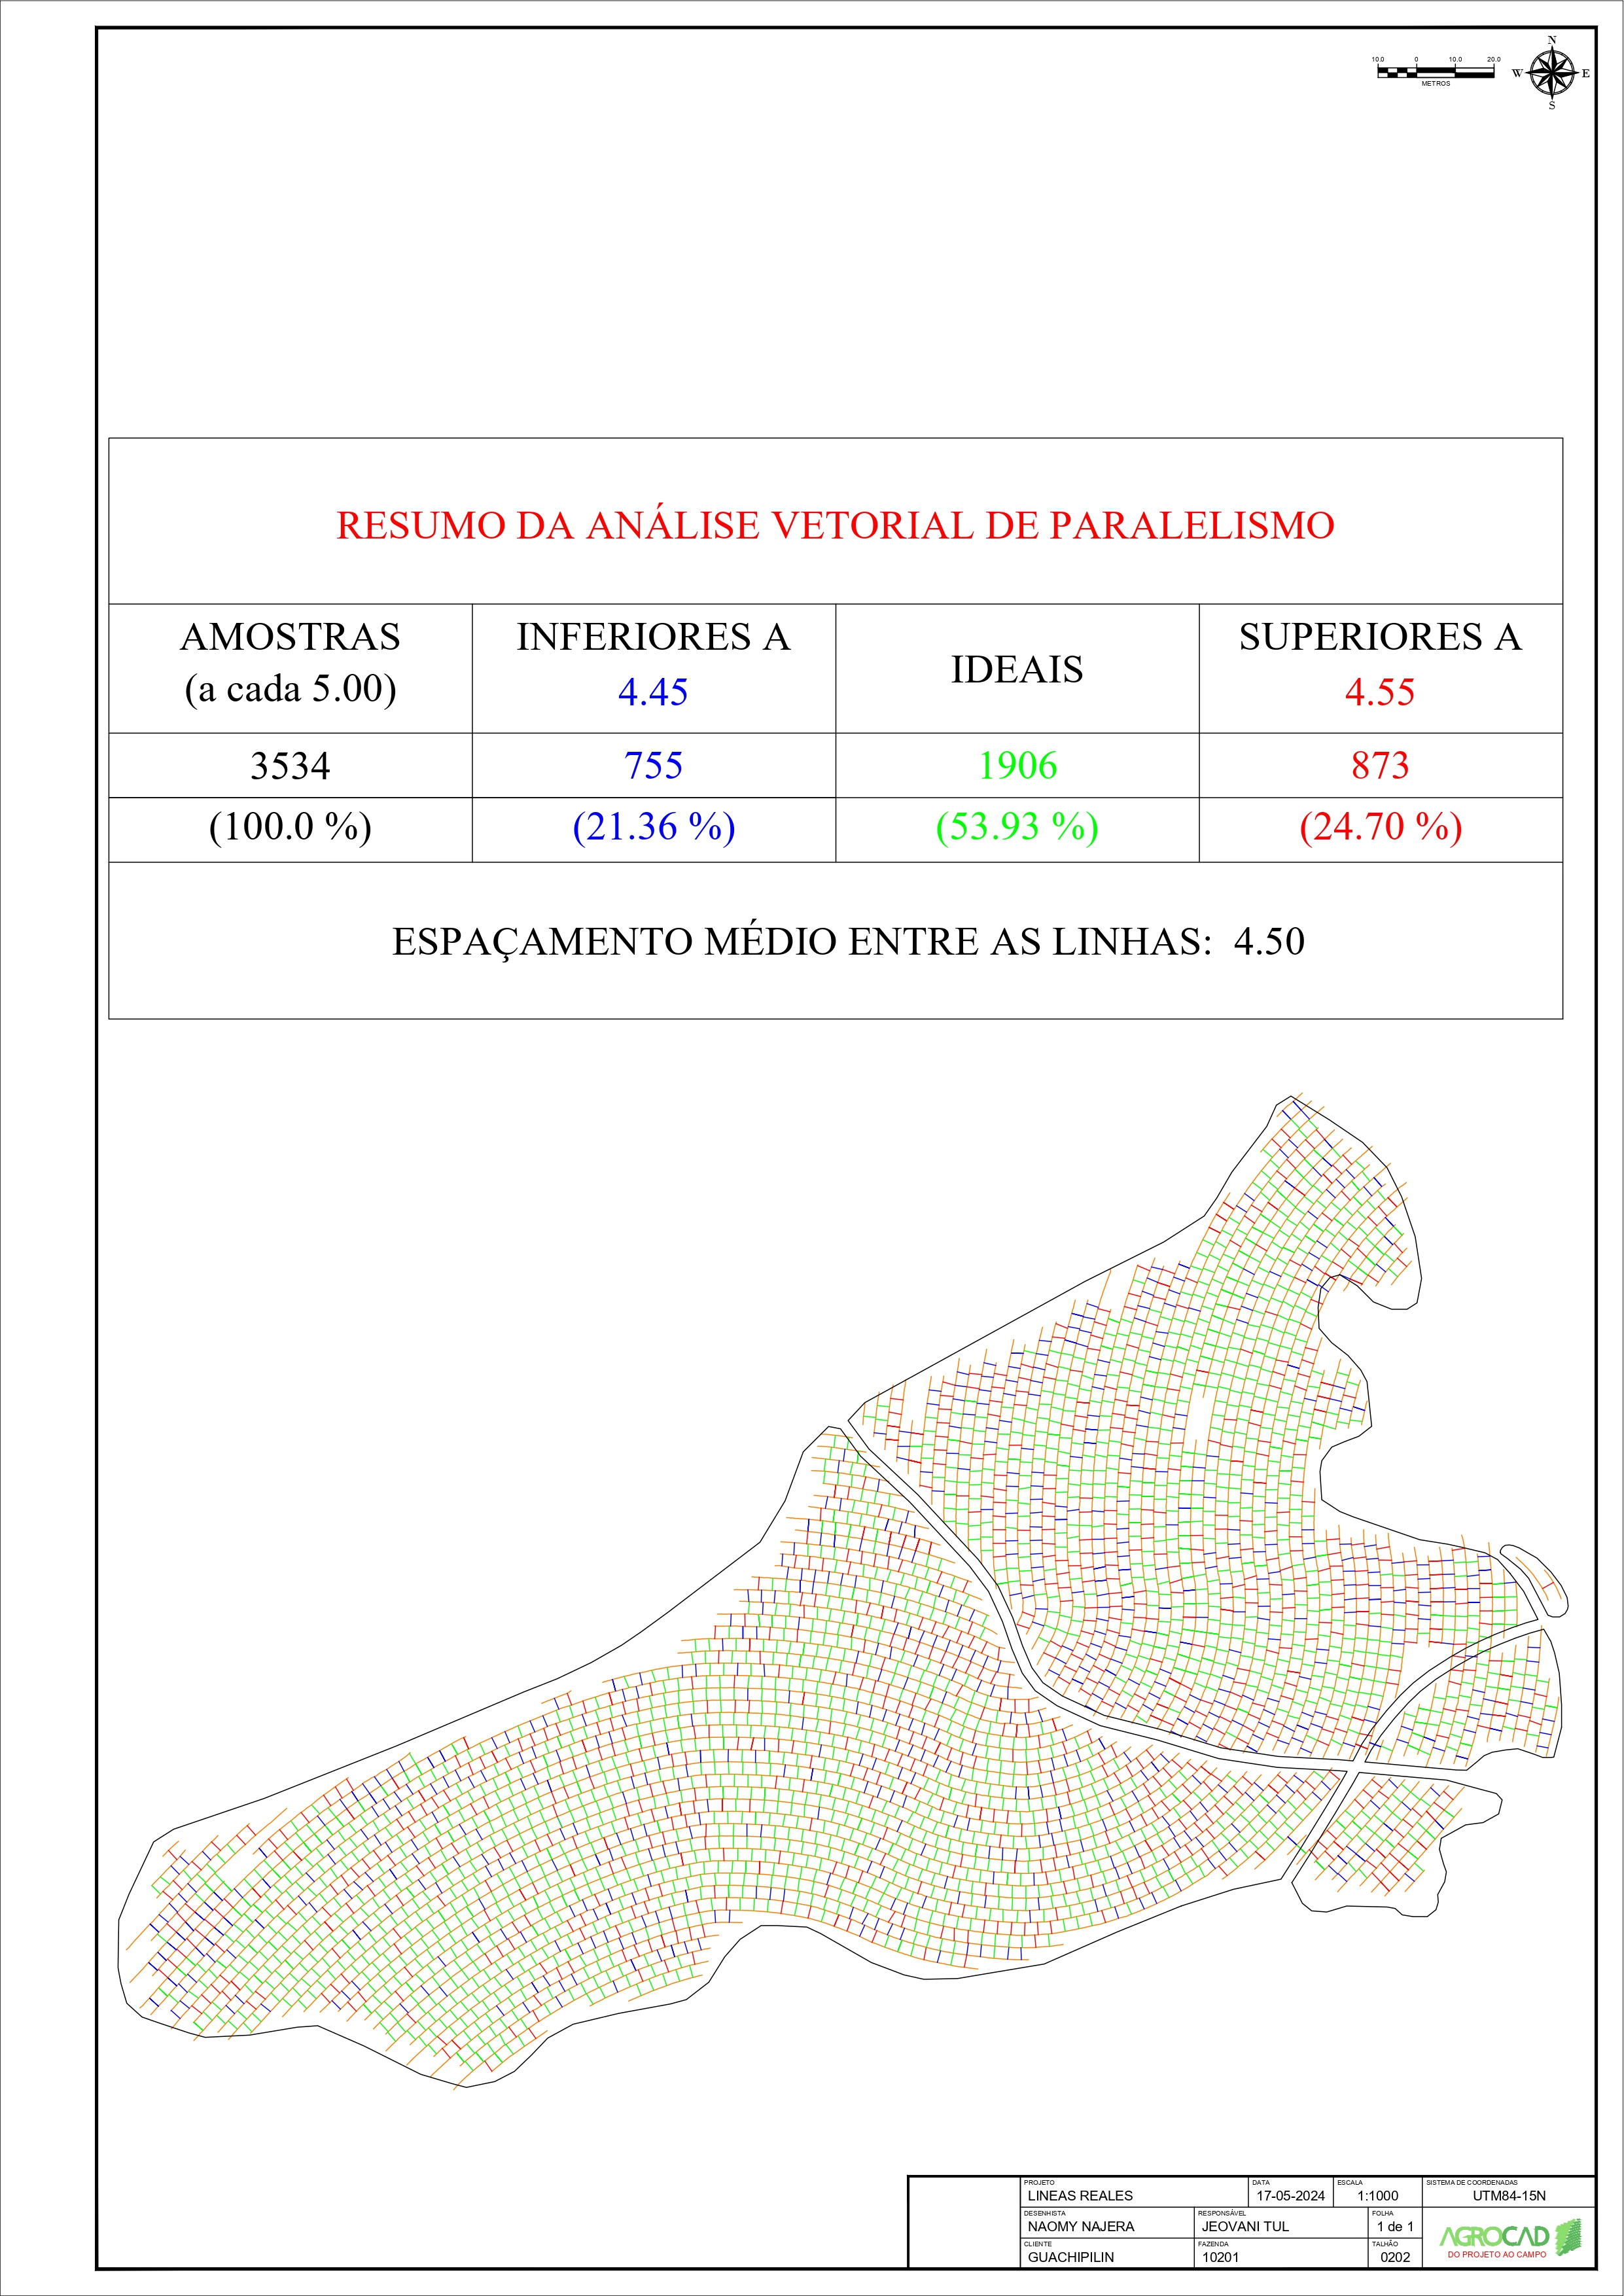 N
10.0 0 10.0 20.0
W E
METROS
S
RESUMO DA ANÁLISE VETORIAL DE PARALELISMO
AMOSTRAS
(a cada 5.00)
INFERIORES A
4.45
IDEAIS
SUPERIORES A
4.55
3534 755 1906 873
(100.0 %) (21.36 %) (53.93 %) (24.70 %)
ESPAÇAMENTO MÉDIO ENTRE AS LINHAS: 4.50
PROJETO DATA ESCALA SISTEMA DE COORDENADAS
LINEAS REALES 17-05-2024 1:1000 UTM84-15N
DESENHISTA RESPONSÁVEL FOLHA
NAOMY NAJERA JEOVANI TUL 1 de 1
CLIENTE FAZENDA TALHÃO
GUACHIPILIN 10201 0202
AGROCAD
DO PROJETO AO CAMPO